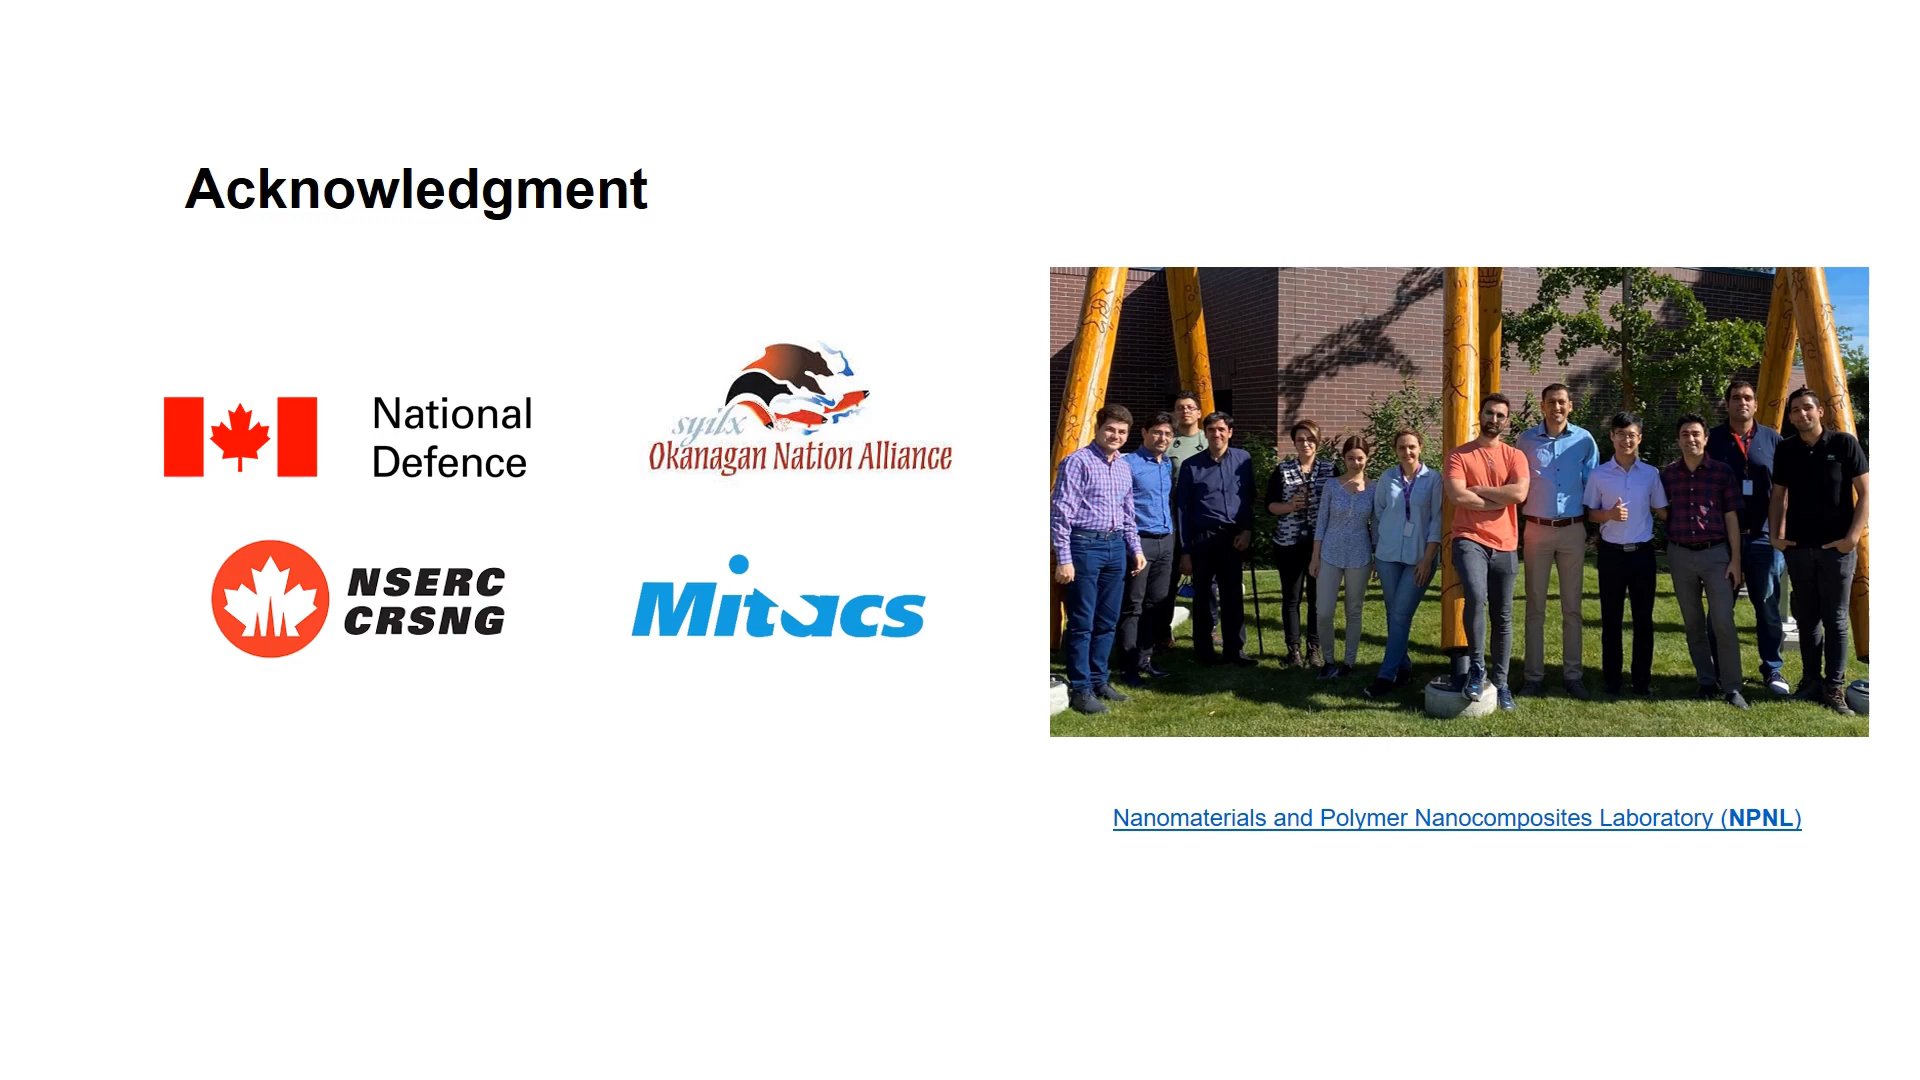 Acknowledgment
National
Defence
syilx
Okanagan Nation Alliance
NSERC
CRSNG
Mitacs
Nanomaterials and Polymer Nanocomposites Laboratory (NPNL)